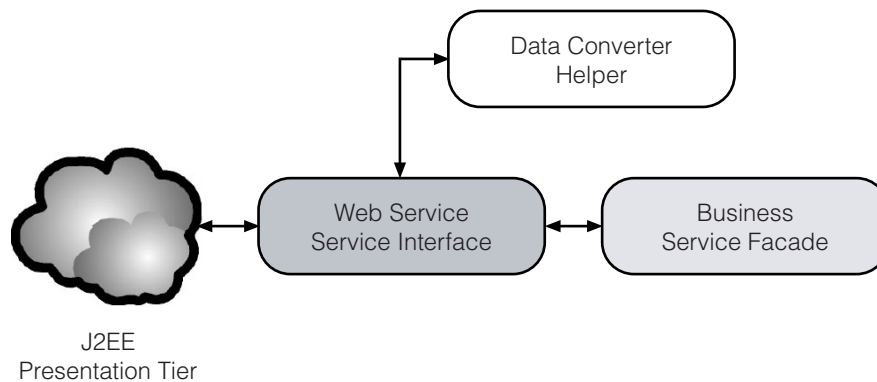 Data Converter
Helper
Web Service
Service Interface
Business
Service Facade
J2EE
Presentation Tier